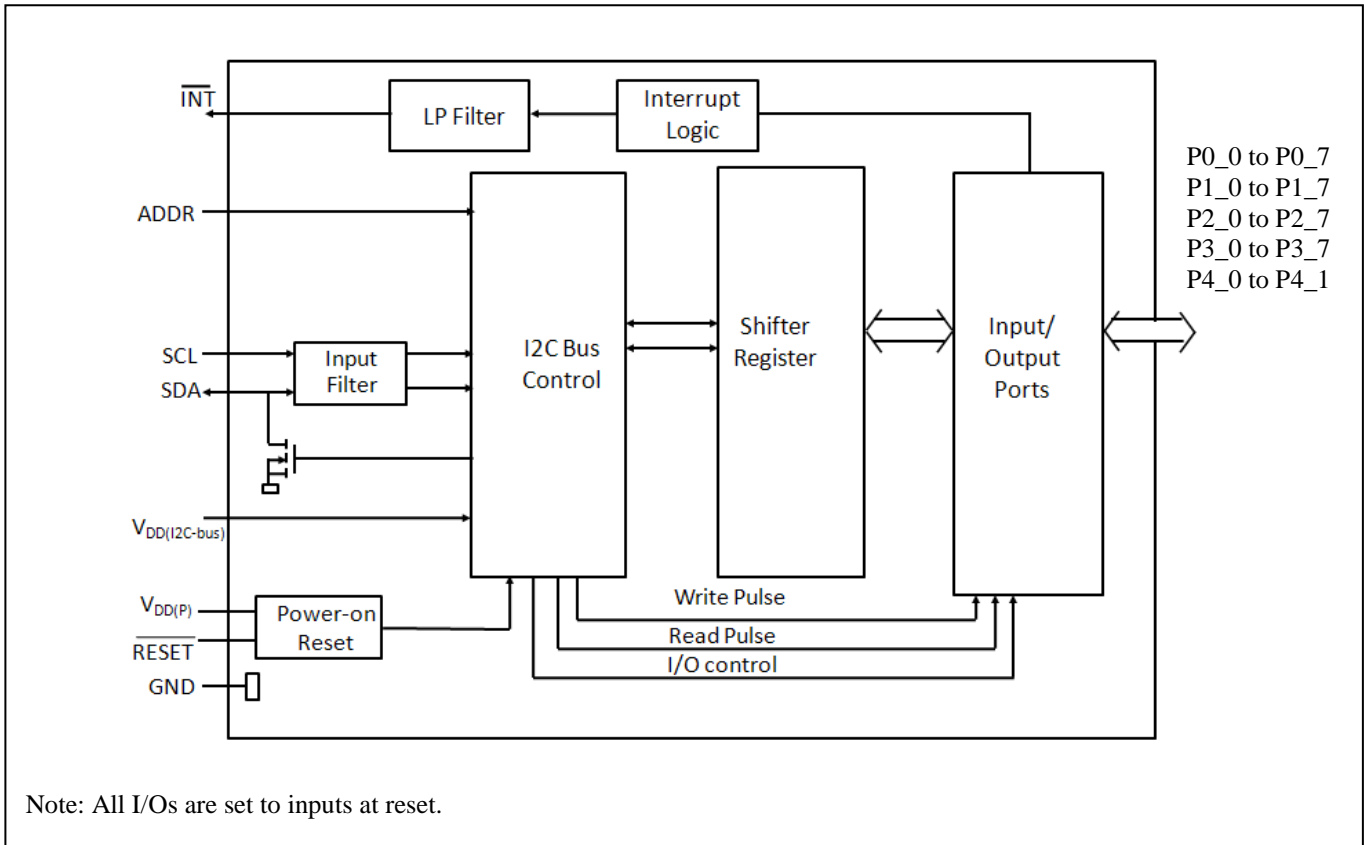 INT
LP Filter
Interrupt
Logic
P0_0 to P0_7
P1_0 to P1_7
P2_0 to P2_7
P3_0 to P3_7
P4_0 to P4_1
ADDR
SCL
SDA
Input
Filter
I2C Bus
Control
Shifter
Register
Input/
Output
Ports
VDD(I2C-bus)
VDD(P)
RESET
GND
Power-on
Reset
Write Pulse
Read Pulse
I/O control
Note: All I/Os are set to inputs at reset.